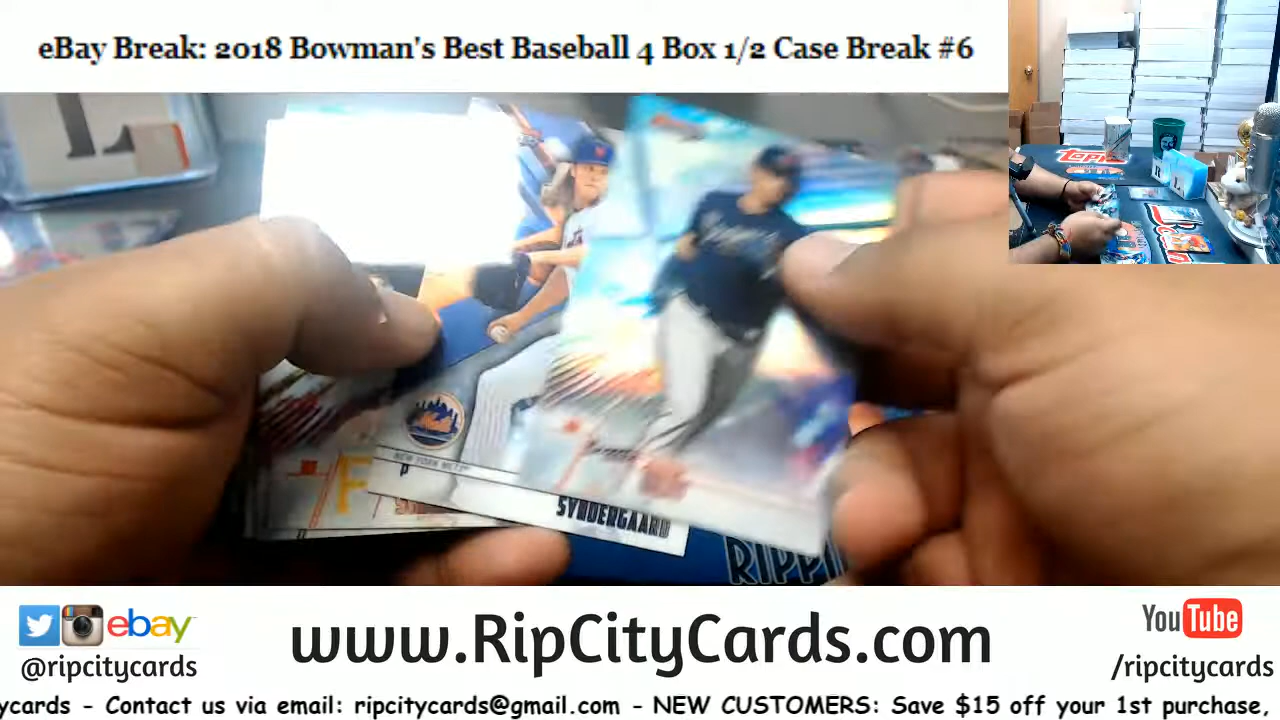 eBay Break: 2018 Bowman's Best Baseball 4 Box 1/2 Case Break #6
L
TOPPS
R L
NEW YORK METS
P
F
SYNDERGAARD
RIPPI
ebay
@ripcitycards
www.RipCityCards.com
YouTube
/ripcitycards
ycards - Contact us via email: ripcitycards@gmail.com - NEW CUSTOMERS: Save $15 off your 1st purchase,